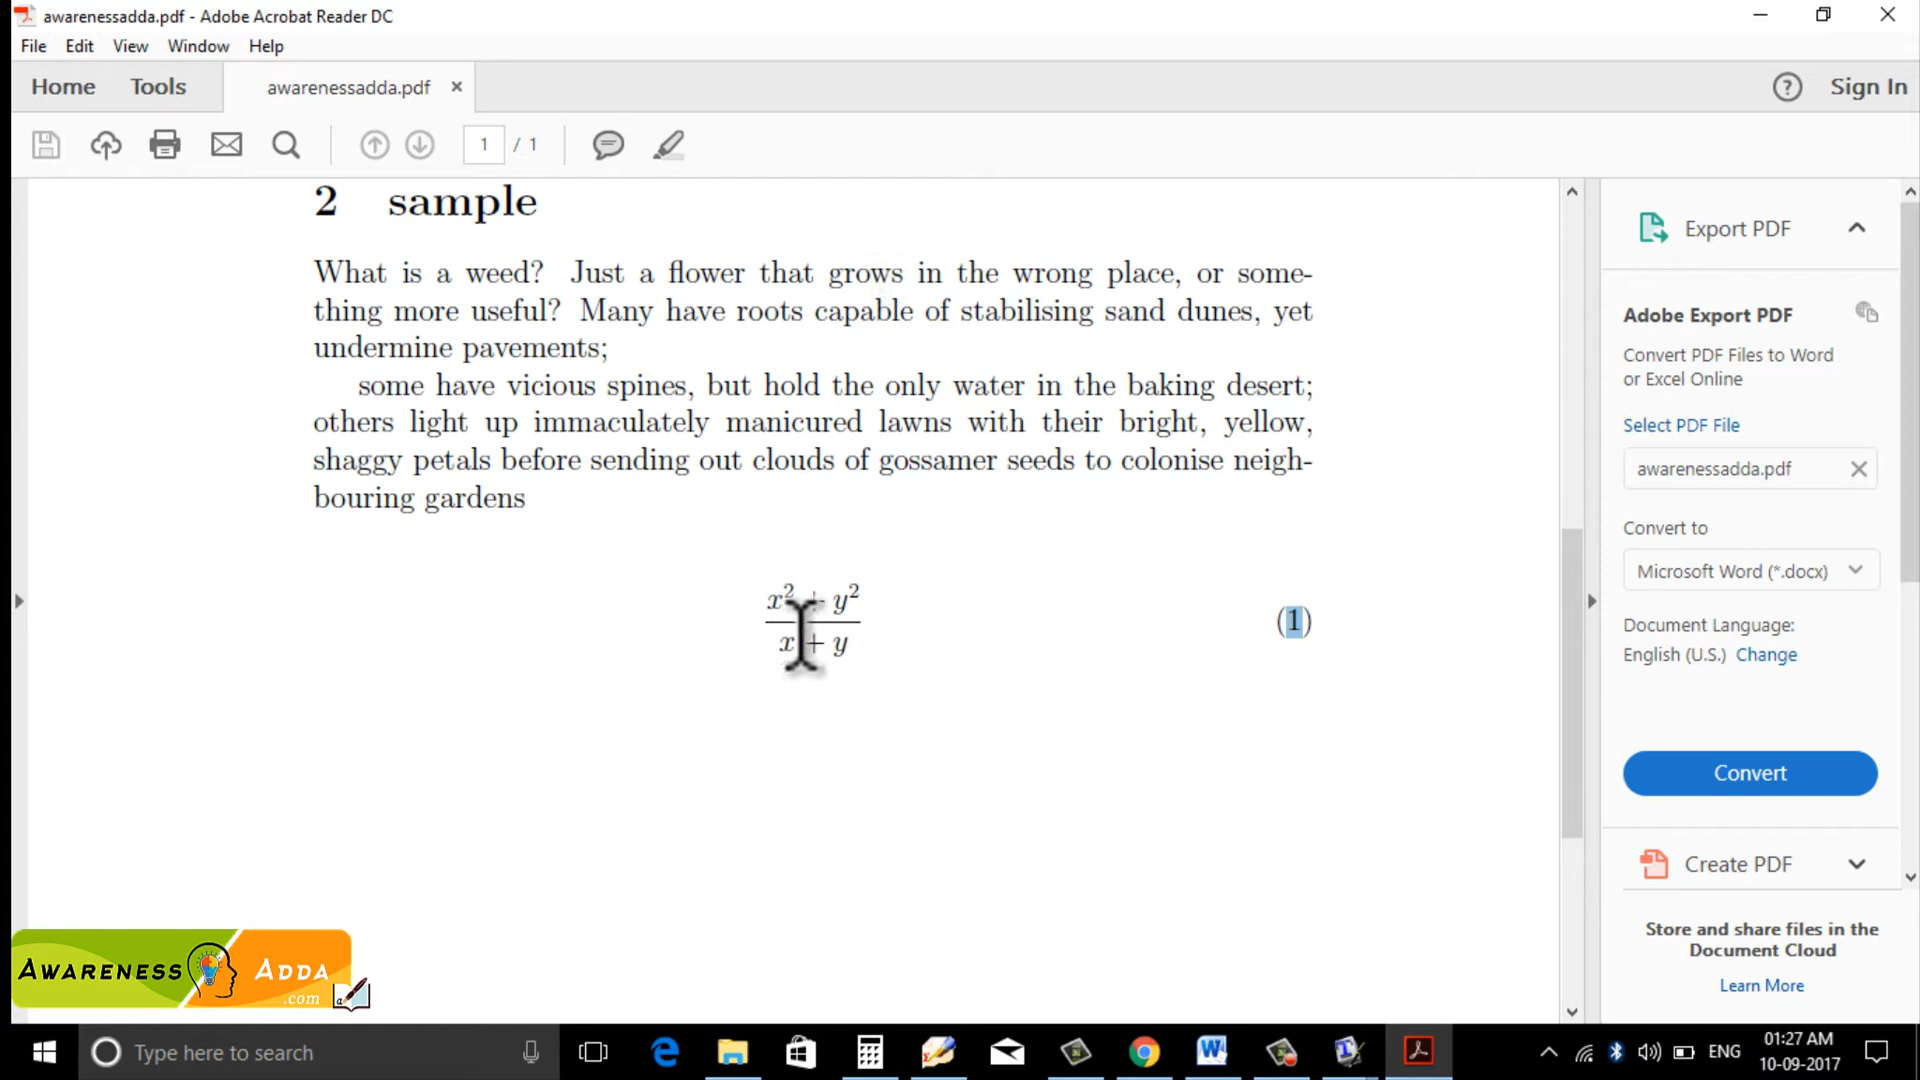 awarenessadda.pdf - Adobe Acrobat Reader DC
File Edit View Window Help
Home Tools awarenessadda.pdf × ? Sign In
1 / 1
2 sample
What is a weed? Just a flower that grows in the wrong place, or some-
thing more useful? Many have roots capable of stabilising sand dunes, yet
undermine pavements;
some have vicious spines, but hold the only water in the baking desert;
others light up immaculately manicured lawns with their bright, yellow,
shaggy petals before sending out clouds of gossamer seeds to colonise neigh-
bouring gardens
x² + y²
x + y
(1)
Export PDF
Adobe Export PDF
Convert PDF Files to Word
or Excel Online
Select PDF File
awarenessadda.pdf
Convert to
Microsoft Word (*.docx)
Document Language:
English (U.S.) Change
Convert
Create PDF
Store and share files in the
Document Cloud
Learn More
AWARENESS ADDA
.com
Type here to search
ENG
01:27 AM
10-09-2017